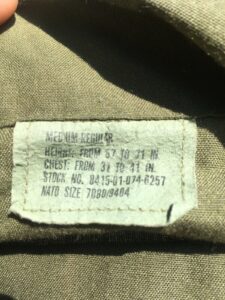 MEDIUM-REGULAR
HEIGHT: FROM 67 TO 71 IN
CHEST: FROM 37 TO 41 IN.
STOCK NO. 8415-01-074-6257
NATO SIZE 7080/9404